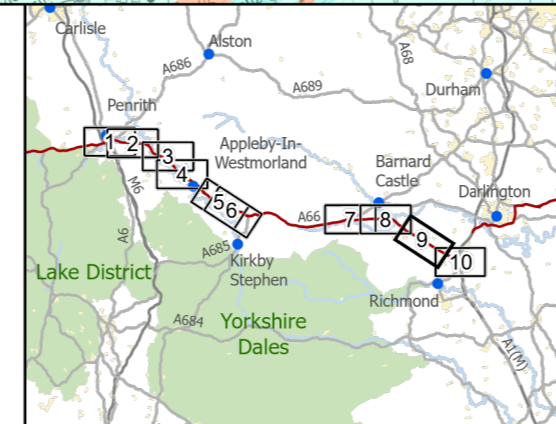 Carlisle
Alston
A686
A689
A68
Durham
Penrith
1
2
3
4
5
6
Appleby-In-
Westmorland
Barnard
Castle
Darlington
M6
A6
A66
7
8
9
10
A685
Kirkby
Stephen
Richmond
Lake District
A684
Yorkshire
Dales
A1(M)